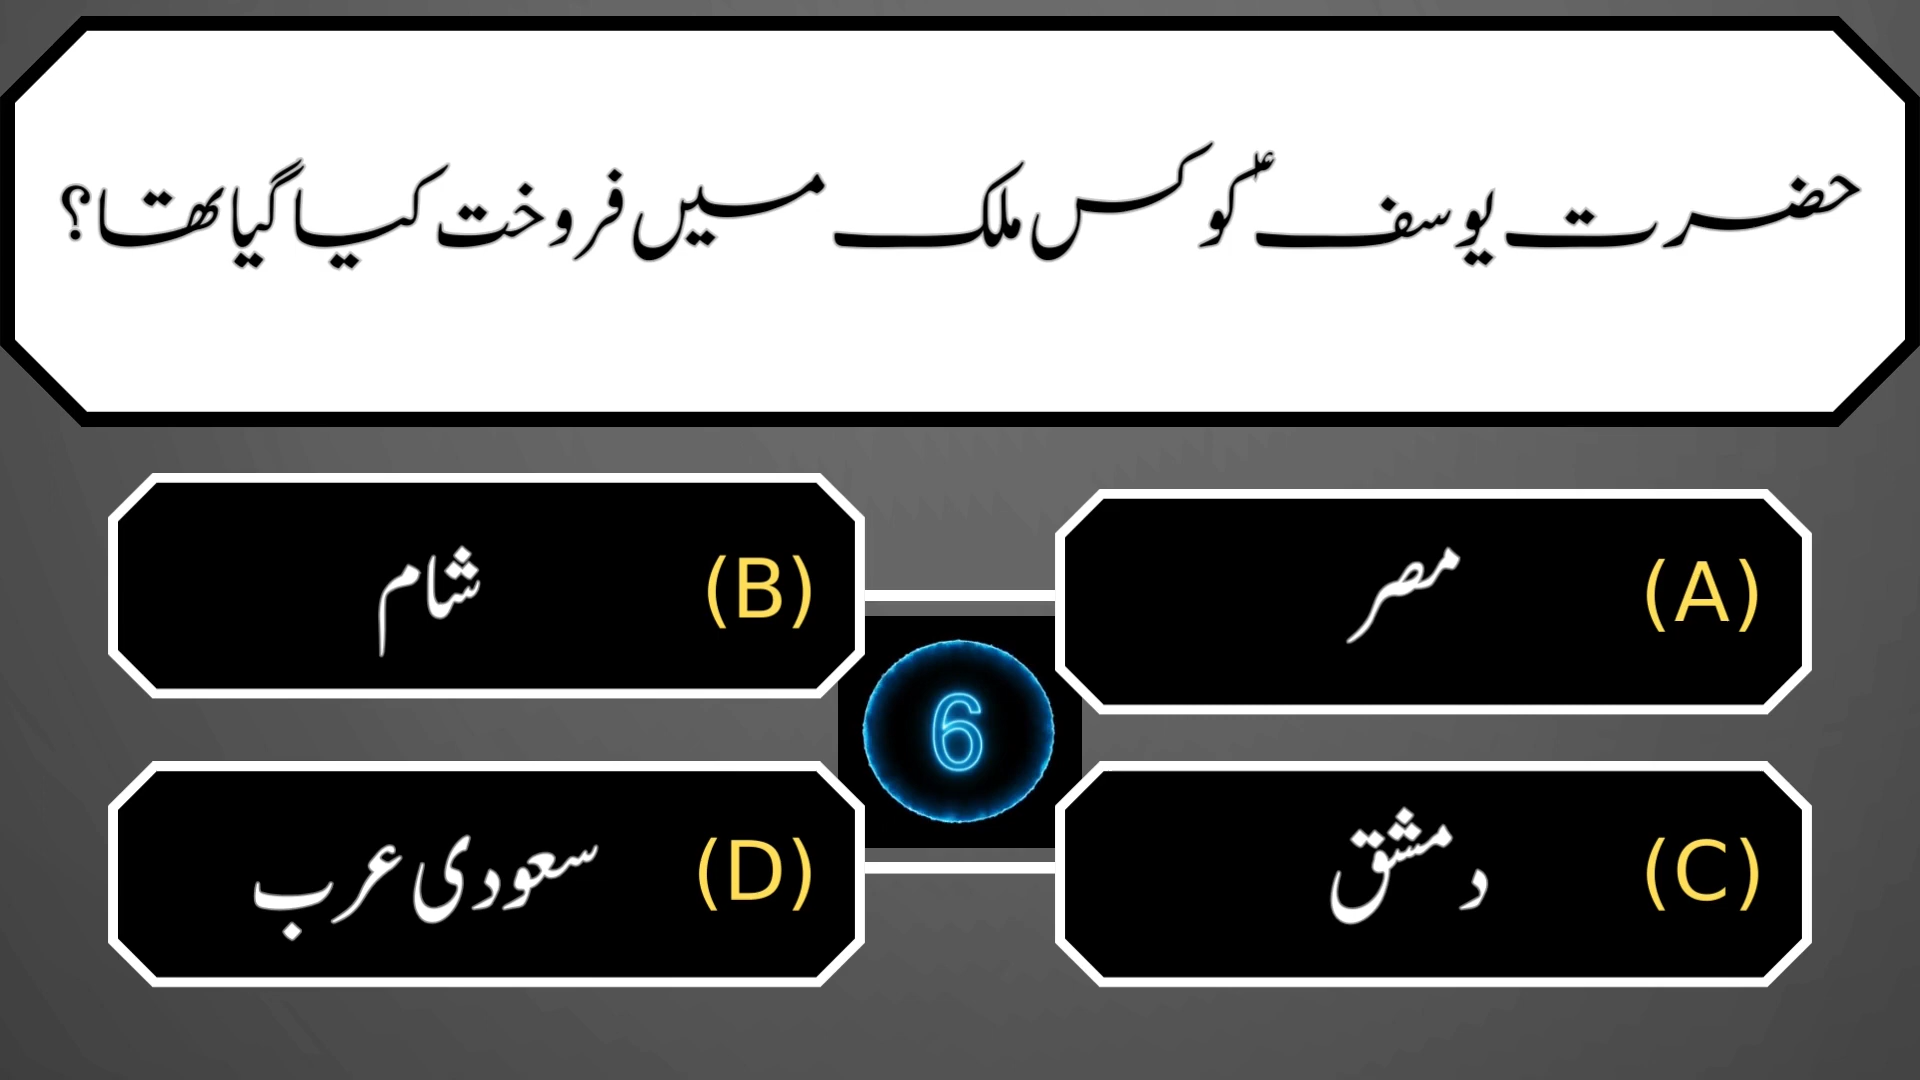 حضرت یوسفؑ کو کس ملک میں فروخت کیا گیا تھا؟
(A) مصر
(B) شام
6
(C) دمشق
(D) سعودی عرب